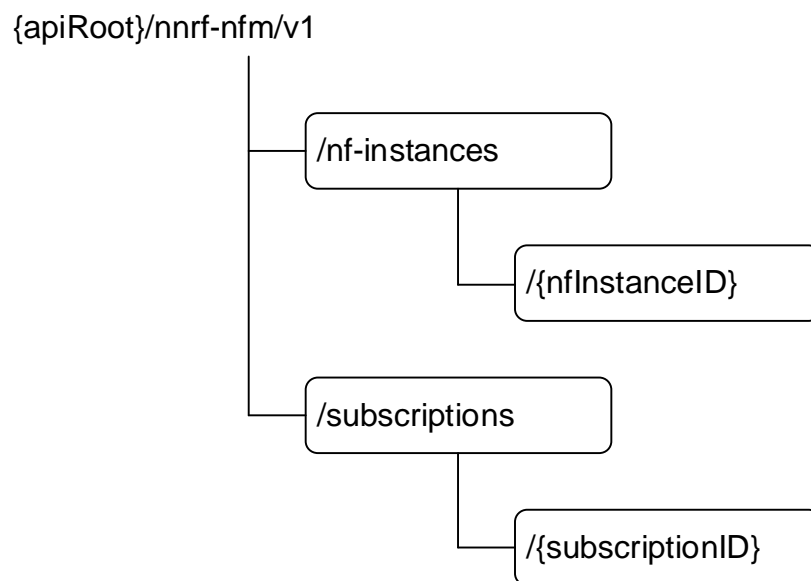 {apiRoot}/nnrf-nfm/v1
/nf-instances
/{nfInstanceID}
/subscriptions
/{subscriptionID}